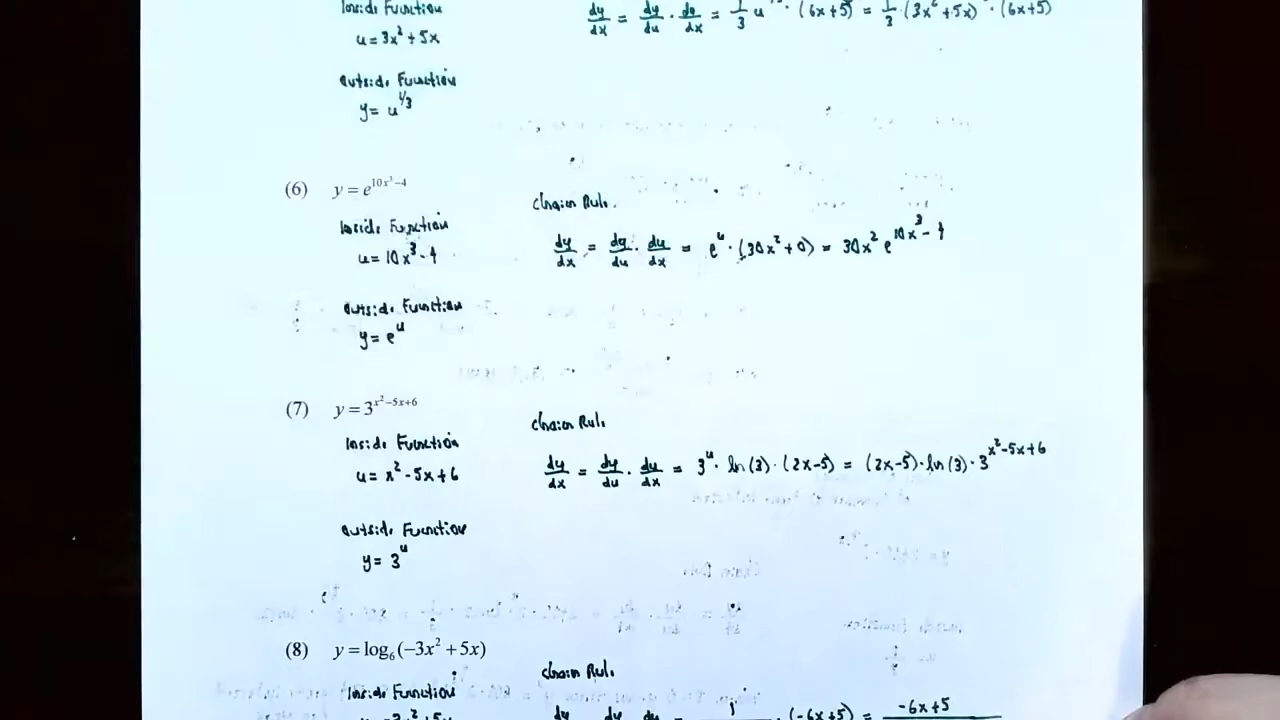 Inside Function
dy/dx = dy/du · du/dx = 1/3 u · (6x+5) = 1/3 · (3x² + 5x) · (6x+5)
u = 3x² + 5x
Outside Function
y = u^(1/3)
(6) y = e^(10x³−4)
Chain Rule
Inside Function
u = 10x³ - 4
dy/dx = dy/du · du/dx = e^u · (30x² + 0) = 30x² e^(10x³ - 4)
Outside Function
y = e^u
(7) y = 3^(x²−5x+6)
Chain Rule
Inside Function
u = x² - 5x + 6
dy/dx = dy/du · du/dx = 3^u · ln(3) · (2x-5) = (2x-5) · ln(3) · 3^(x²-5x+6)
Outside Function
y = 3^u
(8) y = log₆(−3x² + 5x)
Chain Rule
Inside Function
· (-6x+5) = -6x+5